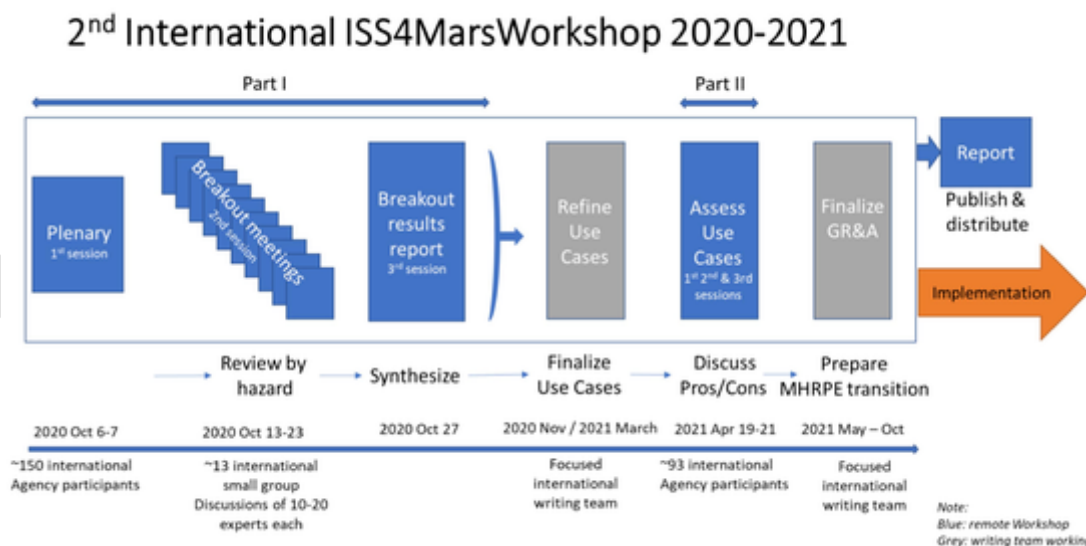 2nd International ISS4MarsWorkshop 2020-2021
Part I
Part II
Plenary
1st session
Breakout meetings
2nd session
Breakout
results
report
3rd session
Refine
Use
Cases
Assess
Use
Cases
1st 2nd & 3rd
sessions
Finalize
GR&A
Report
Publish &
distribute
Implementation
Review by
hazard
Synthesize
Finalize
Use Cases
Discuss
Pros/Cons
Prepare
MHRPE transition
2020 Oct 6-7
2020 Oct 13-23
2020 Oct 27
2020 Nov / 2021 March
2021 Apr 19-21
2021 May – Oct
~150 international
Agency participants
~13 international
small group
Discussions of 10-20
experts each
Focused
international
writing team
~93 international
Agency participants
Focused
international
writing team
Note:
Blue: remote Workshop
Grey: writing team working